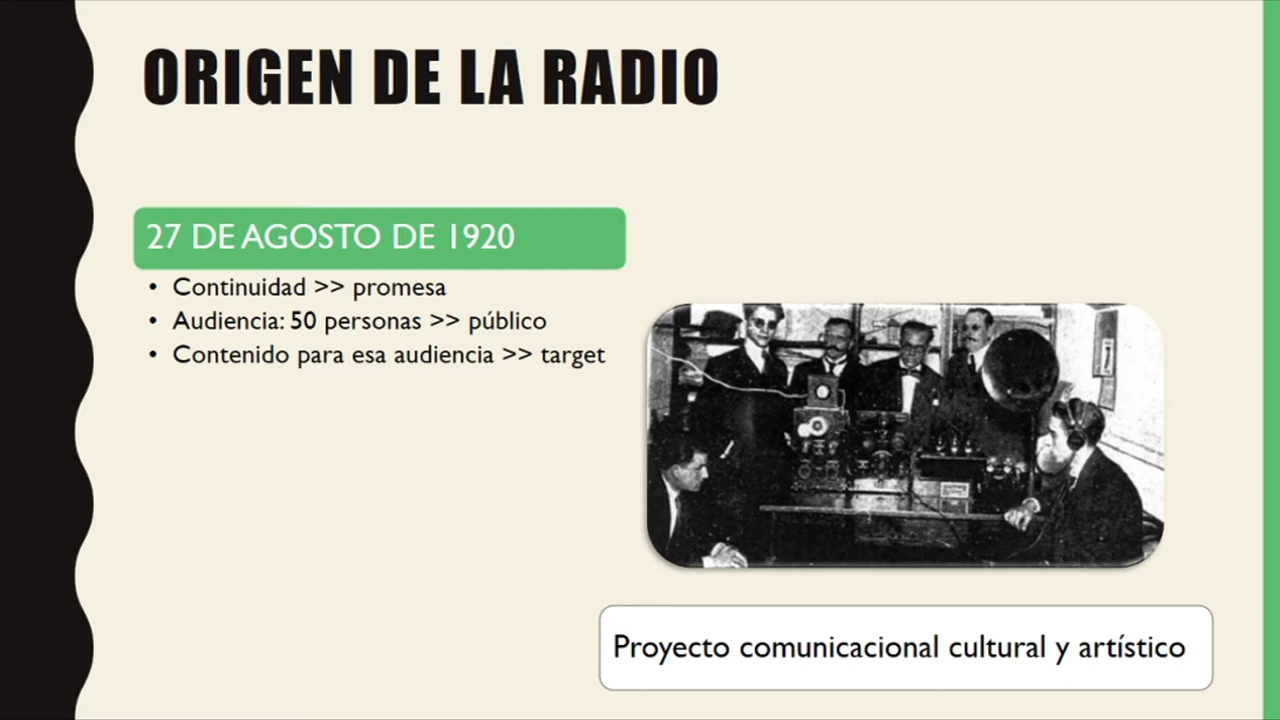 ORIGEN DE LA RADIO
27 DE AGOSTO DE 1920
• Continuidad >> promesa
• Audiencia: 50 personas >> público
• Contenido para esa audiencia >> target
Proyecto comunicacional cultural y artístico